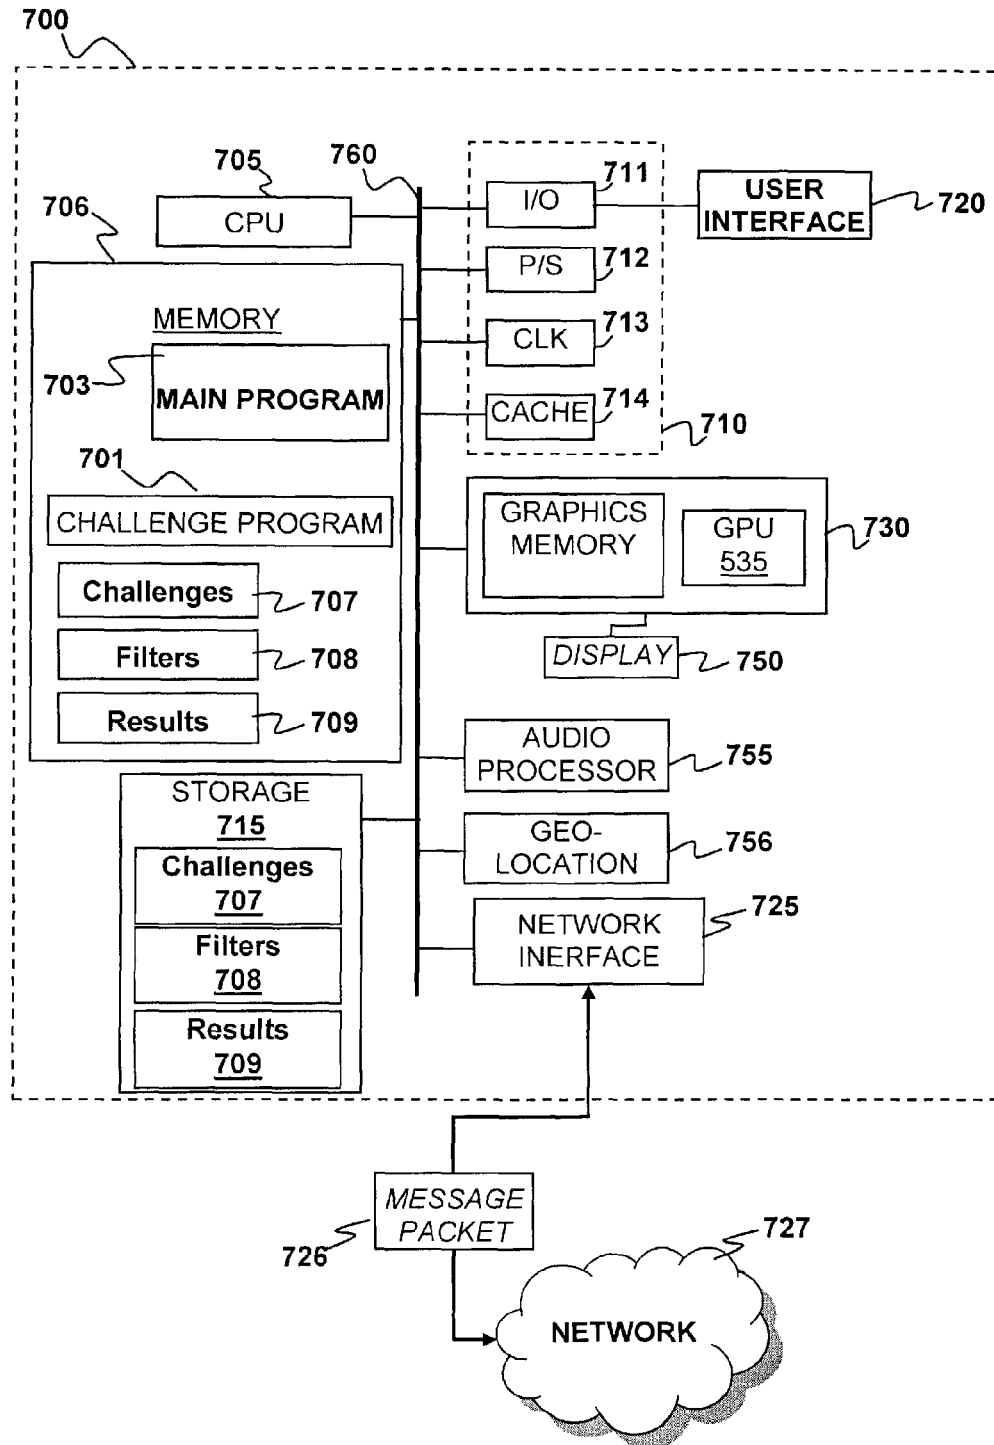 700
705
CPU
760
706
MEMORY
703
MAIN PROGRAM
701
CHALLENGE PROGRAM
Challenges
707
Filters
708
Results
709
STORAGE
715
Challenges
707
Filters
708
Results
709
711
I/O
USER
INTERFACE
720
P/S
712
CLK
713
CACHE
714
710
GRAPHICS
MEMORY
GPU
535
730
DISPLAY
750
AUDIO
PROCESSOR
755
GEO-
LOCATION
756
NETWORK
INERFACE
725
MESSAGE
PACKET
726
727
NETWORK